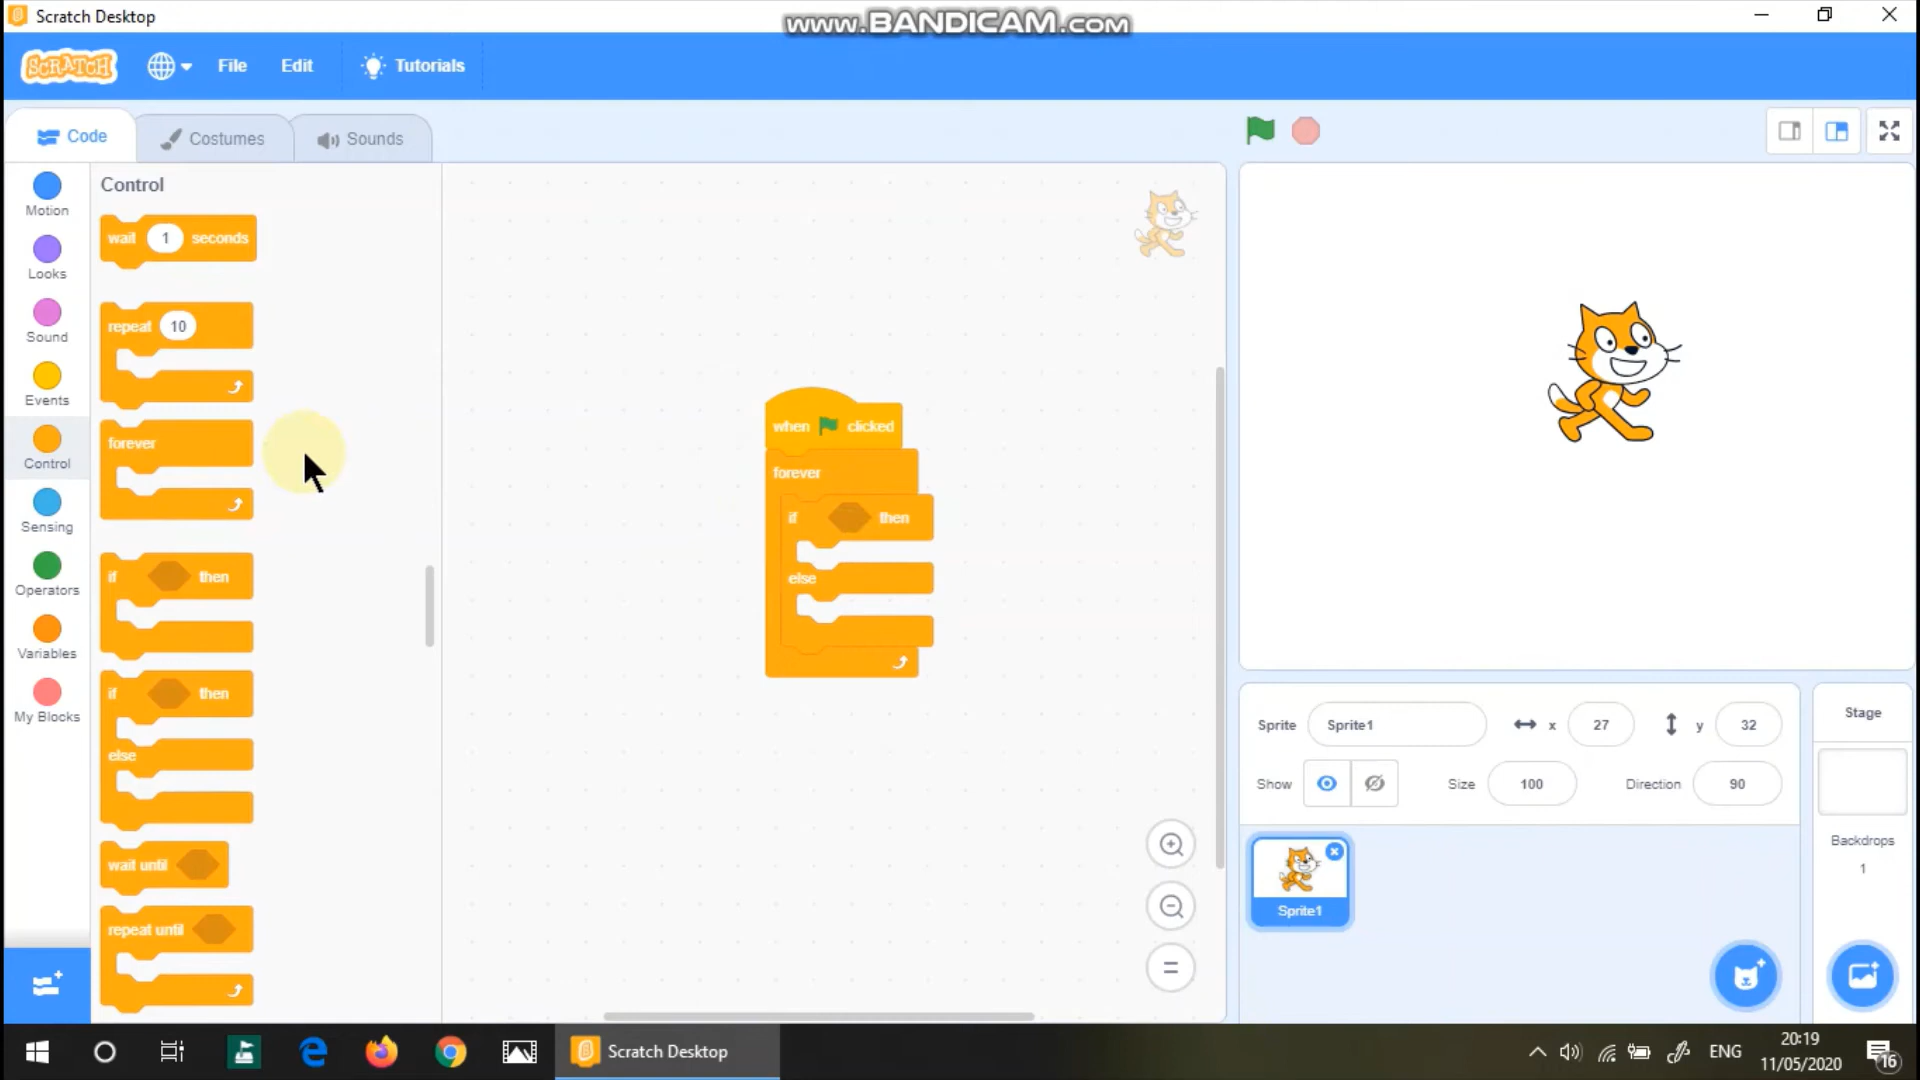 Scratch Desktop
www.BANDICAM.com
SCRATCH
File
Edit
Tutorials
Code
Costumes
Sounds
Motion
Looks
Sound
Events
Control
Sensing
Operators
Variables
My Blocks
Control
wait 1 seconds
repeat 10
forever
if then
if then
else
wait until
repeat until
when clicked
forever
if then
else
Sprite
Sprite1
x
27
y
32
Show
Size
100
Direction
90
Sprite1
Stage
Backdrops
1
Scratch Desktop
ENG
20:19
11/05/2020
16